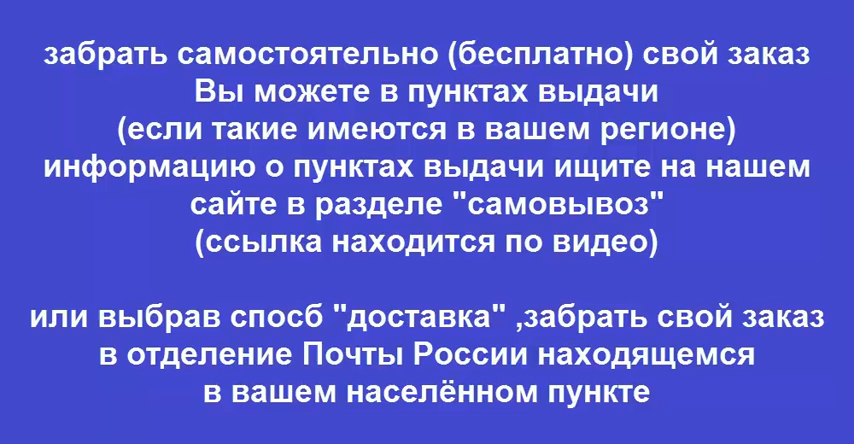 забрать самостоятельно (бесплатно) свой заказ
Вы можете в пунктах выдачи
(если такие имеются в вашем регионе)
информацию о пунктах выдачи ищите на нашем
сайте в разделе "самовывоз"
(ссылка находится по видео)
или выбрав спосб "доставка" ,забрать свой заказ
в отделение Почты России находящемся
в вашем населённом пункте